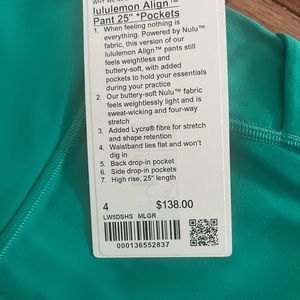 lululemon Align™
Pant 25" *Pockets
1. When feeling nothing is
everything. Powered by Nulu™
fabric, this version of our
lululemon Align™ pants still
feels weightless and
buttery-soft, with added
pockets to hold your essentials
during your practice
2. Our buttery-soft Nulu™ fabric
feels weightlessly light and is
sweat-wicking and four-way
stretch
3. Added Lycra® fibre for stretch
and shape retention
4. Waistband lies flat and won't
dig in
5. Back drop-in pocket
6. Side drop-in pockets
7. High rise, 25" length
4 $138.00
LW5DSHS MLGR
000136552837